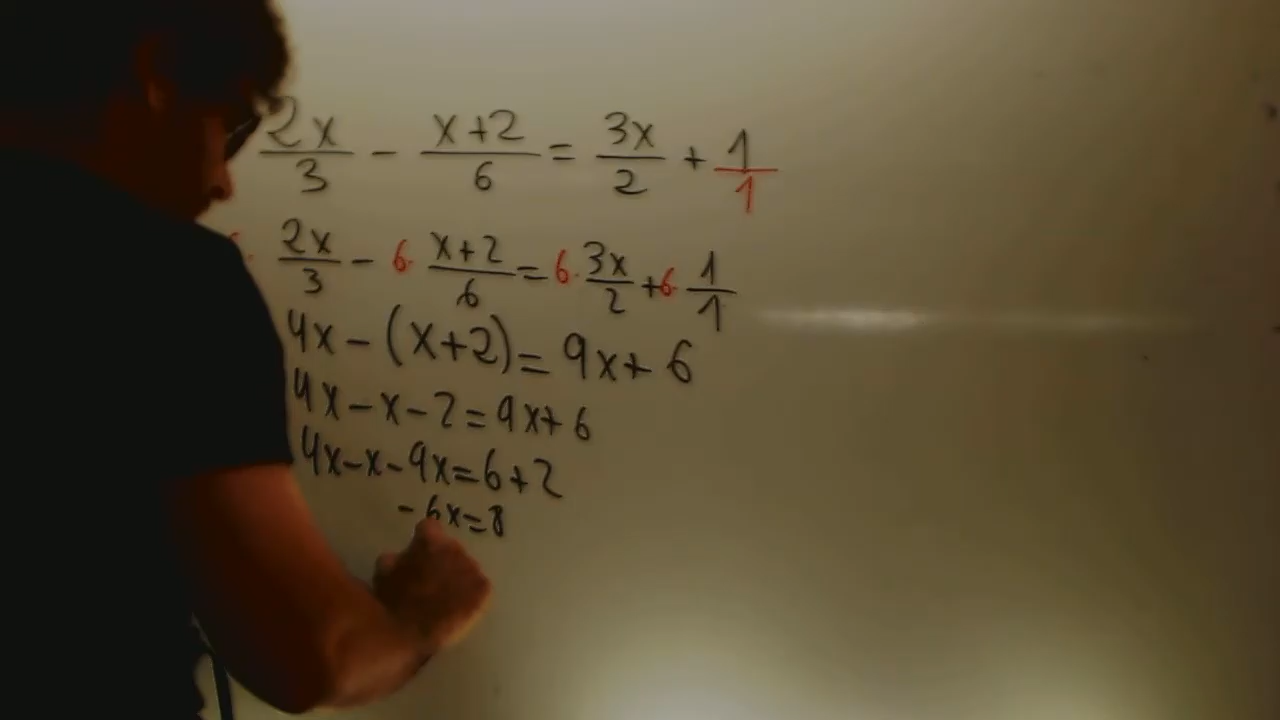 2x/3 - x+2/6 = 3x/2 + 1/1
6· 2x/3 - 6· x+2/6 = 6· 3x/2 + 6· 1/1
4x - (x+2) = 9x + 6
4x - x - 2 = 9x + 6
4x - x - 9x = 6 + 2
- 6x = 8